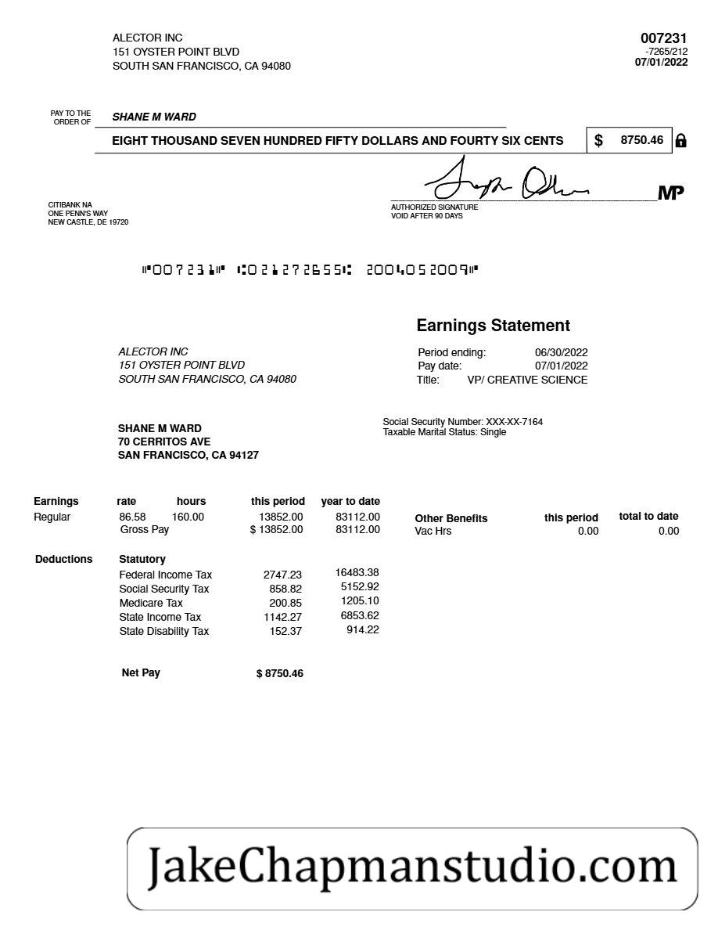 ALECTOR INC
151 OYSTER POINT BLVD
SOUTH SAN FRANCISCO, CA 94080
007231
-7265/212
07/01/2022
PAY TO THE
ORDER OF
SHANE M WARD
EIGHT THOUSAND SEVEN HUNDRED FIFTY DOLLARS AND FOURTY SIX CENTS $ 8750.46
MP
AUTHORIZED SIGNATURE
VOID AFTER 90 DAYS
CITIBANK NA
ONE PENN'S WAY
NEW CASTLE, DE 19720
⑈007231⑈ ⑆021272655⑆ 2001052009⑈
Earnings Statement
ALECTOR INC
151 OYSTER POINT BLVD
SOUTH SAN FRANCISCO, CA 94080
Period ending: 06/30/2022
Pay date: 07/01/2022
Title: VP/ CREATIVE SCIENCE
SHANE M WARD
70 CERRITOS AVE
SAN FRANCISCO, CA 94127
Social Security Number: XXX-XX-7164
Taxable Marital Status: Single
Earnings rate hours this period year to date
Regular 86.58 160.00 13852.00 83112.00
Gross Pay $ 13852.00 83112.00
Other Benefits this period total to date
Vac Hrs 0.00 0.00
Deductions Statutory
Federal Income Tax 2747.23 16483.38
Social Security Tax 858.82 5152.92
Medicare Tax 200.85 1205.10
State Income Tax 1142.27 6853.62
State Disability Tax 152.37 914.22
Net Pay $ 8750.46
JakeChapmanstudio.com